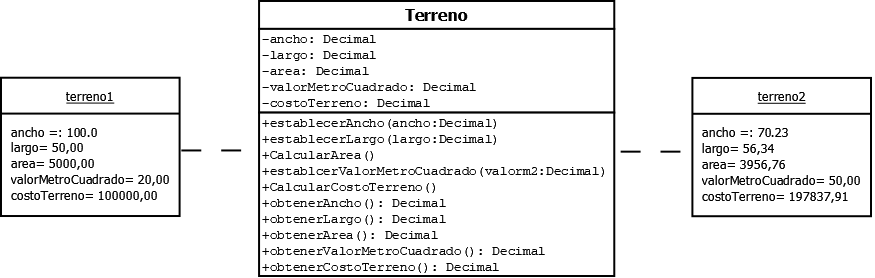 Terreno
-ancho: Decimal
-largo: Decimal
-area: Decimal
-valorMetroCuadrado: Decimal
-costoTerreno: Decimal
+establecerAncho(ancho:Decimal)
+establecerLargo(largo:Decimal)
+CalcularArea()
+establcerValorMetroCuadrado(valorm2:Decimal)
+CalcularCostoTerreno()
+obtenerAncho(): Decimal
+obtenerLargo(): Decimal
+obtenerArea(): Decimal
+obtenerValorMetroCuadrado(): Decimal
+obtenerCostoTerreno(): Decimal
terreno1
ancho =: 100.0
largo= 50,00
area= 5000,00
valorMetroCuadrado= 20,00
costoTerreno= 100000,00
terreno2
ancho =: 70.23
largo= 56,34
area= 3956,76
valorMetroCuadrado= 50,00
costoTerreno= 197837,91